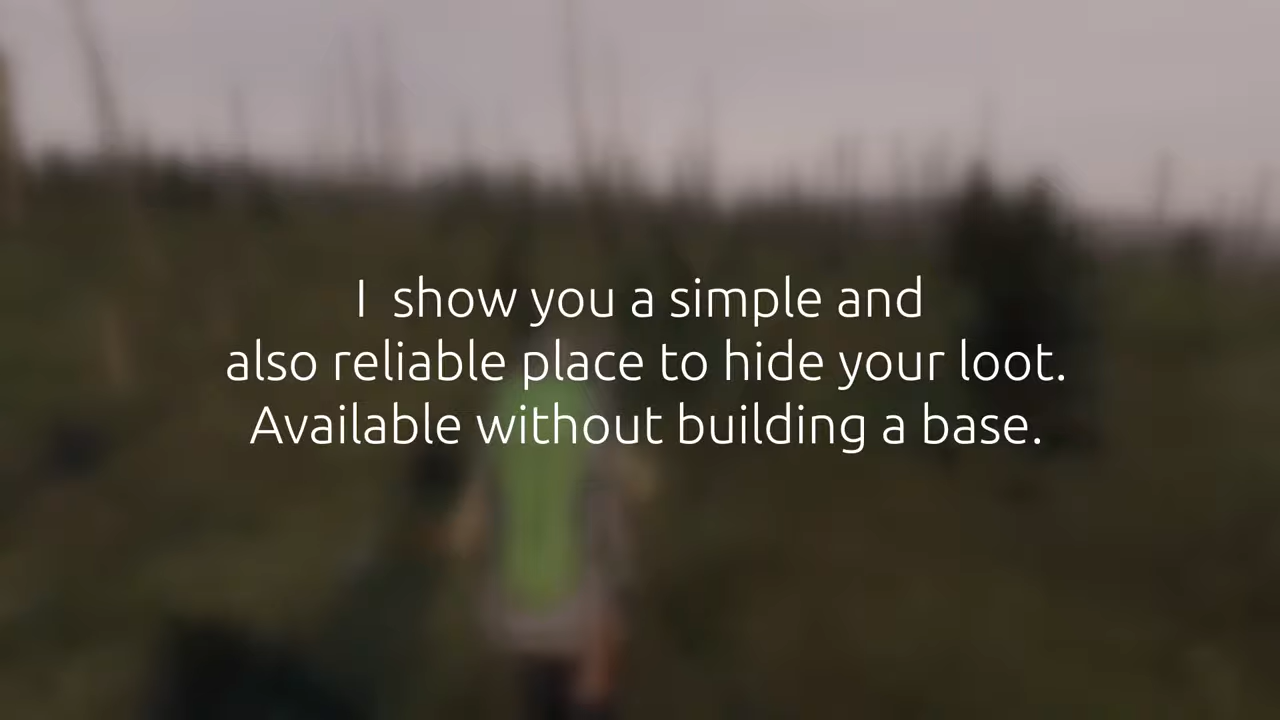 I  show you a simple and
also reliable place to hide your loot.
Available without building a base.